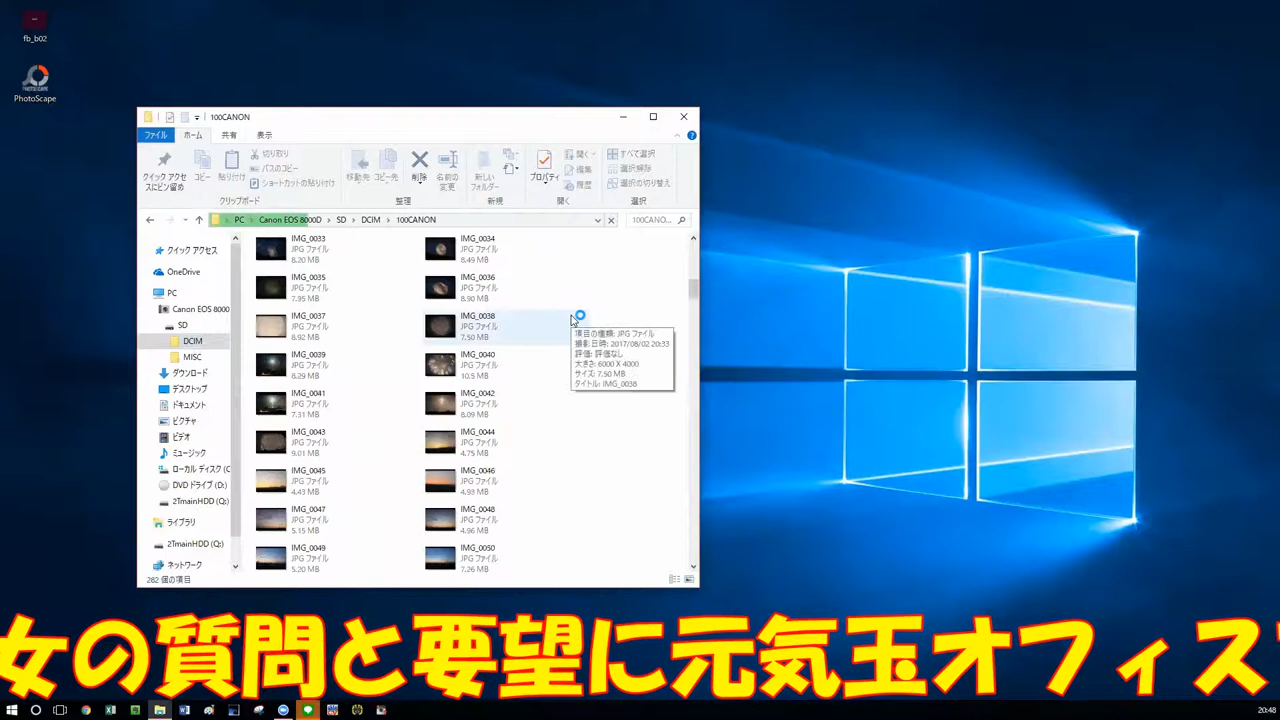 fb_b02
PhotoScape
100CANON
ファイル ホーム 共有 表示
クイック アクセスにピン留め
コピー
貼り付け
切り取り
パスのコピー
ショートカットの貼り付け
クリップボード
移動先
コピー先
削除
名前の変更
整理
新しいフォルダー
新規
プロパティ
開く
編集
履歴
開く
すべて選択
選択解除
選択の切り替え
選択
PC Canon EOS 8000D SD DCIM 100CANON
100CANO...
クイック アクセス
OneDrive
PC
Canon EOS 8000
SD
DCIM
MISC
ダウンロード
デスクトップ
ドキュメント
ピクチャ
ビデオ
ミュージック
ローカル ディスク (C
DVD ドライブ (D:)
2TmainHDD (Q:)
ライブラリ
2TmainHDD (Q:)
ネットワーク
IMG_0033
JPG ファイル
8.20 MB
IMG_0034
JPG ファイル
8.49 MB
IMG_0035
JPG ファイル
7.95 MB
IMG_0036
JPG ファイル
8.90 MB
IMG_0037
JPG ファイル
8.92 MB
IMG_0038
JPG ファイル
7.50 MB
IMG_0039
JPG ファイル
8.29 MB
IMG_0040
JPG ファイル
10.5 MB
IMG_0041
JPG ファイル
7.31 MB
IMG_0042
JPG ファイル
8.09 MB
IMG_0043
JPG ファイル
9.01 MB
IMG_0044
JPG ファイル
4.75 MB
IMG_0045
JPG ファイル
4.43 MB
IMG_0046
JPG ファイル
4.93 MB
IMG_0047
JPG ファイル
5.15 MB
IMG_0048
JPG ファイル
4.96 MB
IMG_0049
JPG ファイル
5.20 MB
IMG_0050
JPG ファイル
7.26 MB
項目の種類: JPG ファイル
撮影日時: 2017/08/02 20:33
評価: 評価なし
大きさ: 6000 X 4000
サイズ: 7.50 MB
タイトル: IMG_0038
282 個の項目
女の質問と要望に元気玉オフィス
20:48